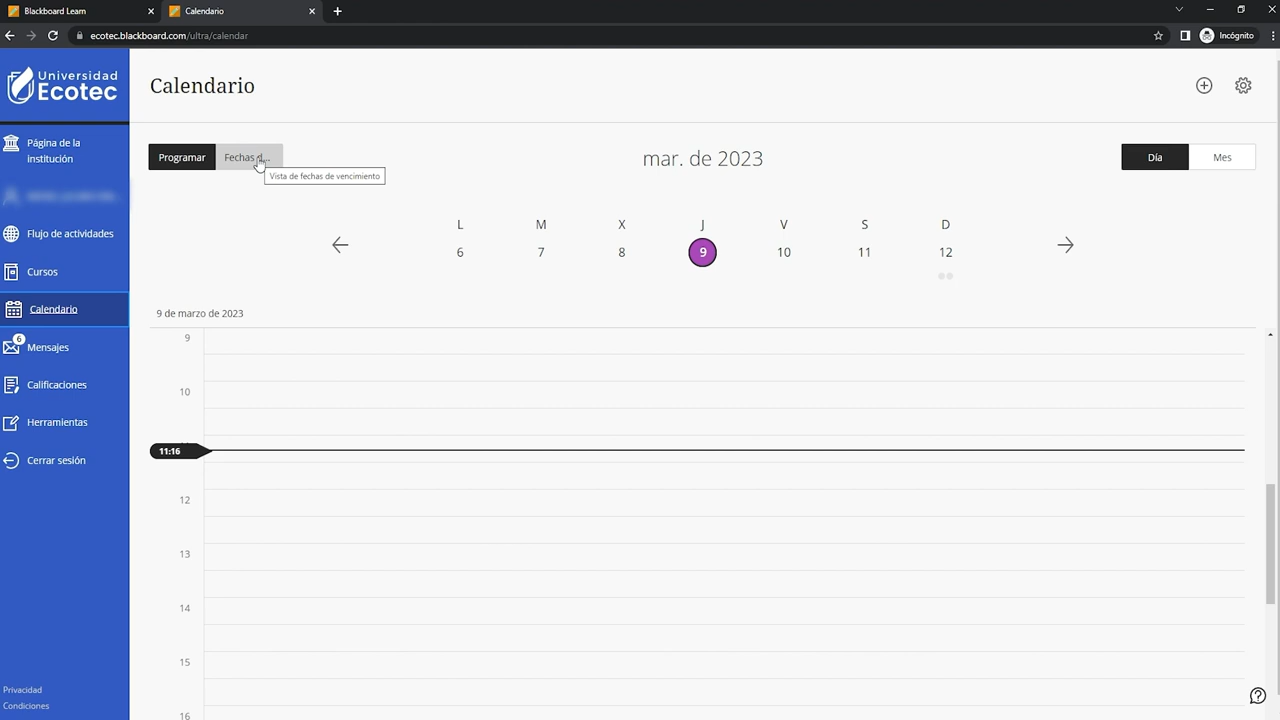 Blackboard Learn
Calendario
ecotec.blackboard.com/ultra/calendar
Incógnito
Universidad
Ecotec
Página de la
institución
Flujo de actividades
Cursos
Calendario
6
Mensajes
Calificaciones
Herramientas
Cerrar sesión
Privacidad
Condiciones
Calendario
Programar
Fechas d...
Vista de fechas de vencimiento
mar. de 2023
Día
Mes
L M X J V S D
6 7 8 9 10 11 12
9 de marzo de 2023
9
10
11:16
12
13
14
15
16